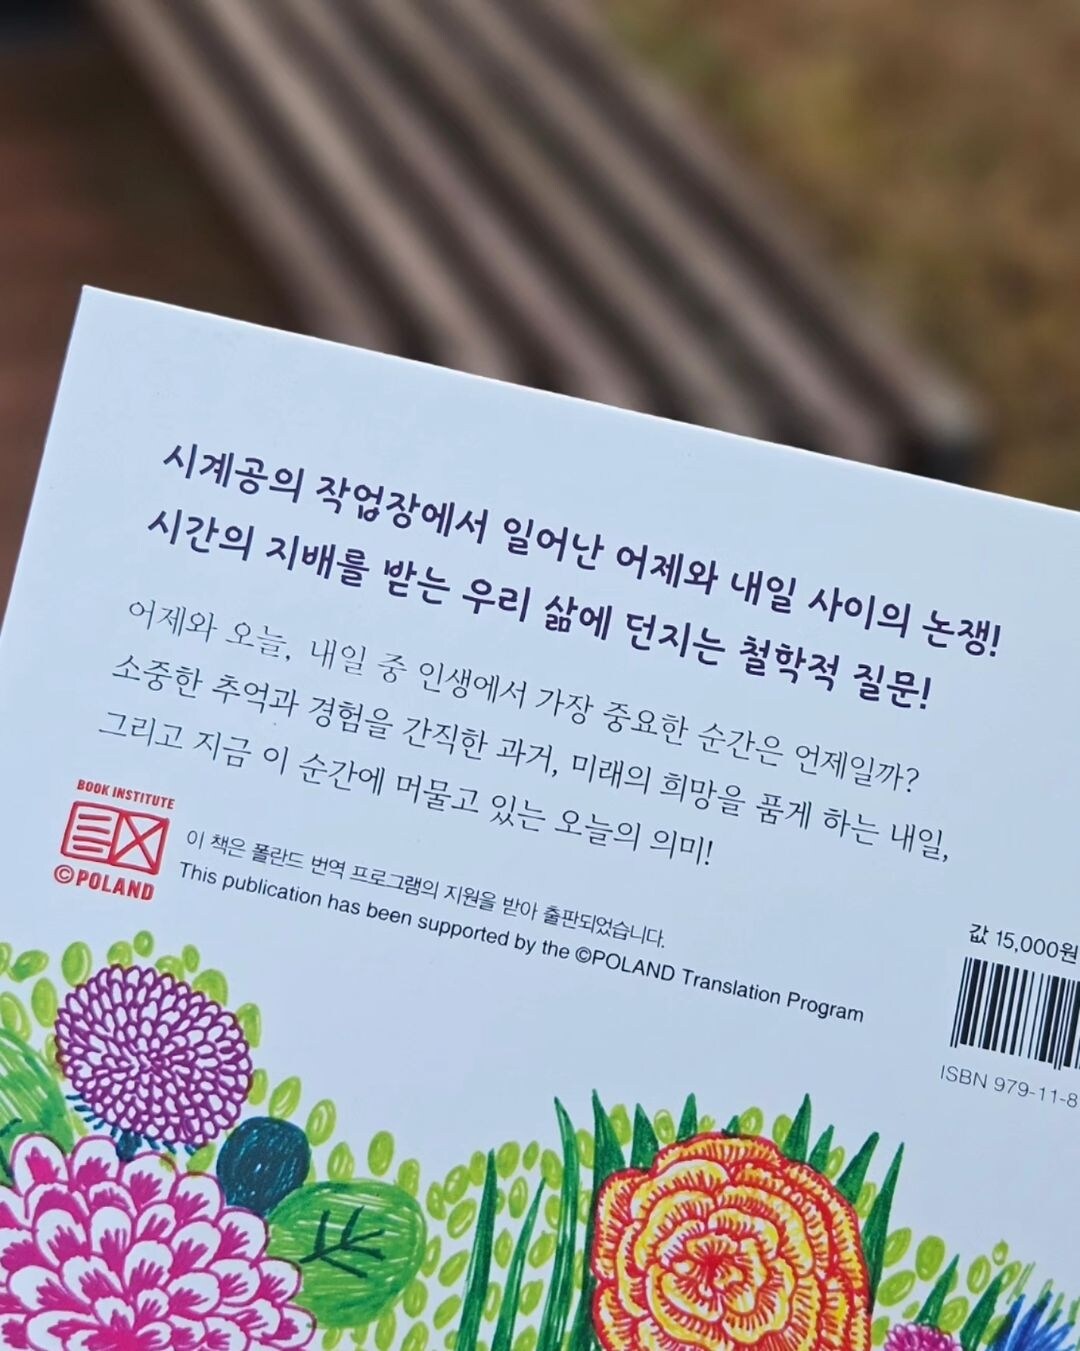 시계공의 작업장에서 일어난 어제와 내일 사이의 논쟁!
시간의 지배를 받는 우리 삶에 던지는 철학적 질문!
어제와 오늘, 내일 중 인생에서 가장 중요한 순간은 언제일까?
소중한 추억과 경험을 간직한 과거, 미래의 희망을 품게 하는 내일,
그리고 지금 이 순간에 머물고 있는 오늘의 의미!
BOOK INSTITUTE
©POLAND
이 책은 폴란드 번역 프로그램의 지원을 받아 출판되었습니다.
This publication has been supported by the ©POLAND Translation Program
값 15,000원
ISBN 979-11-8